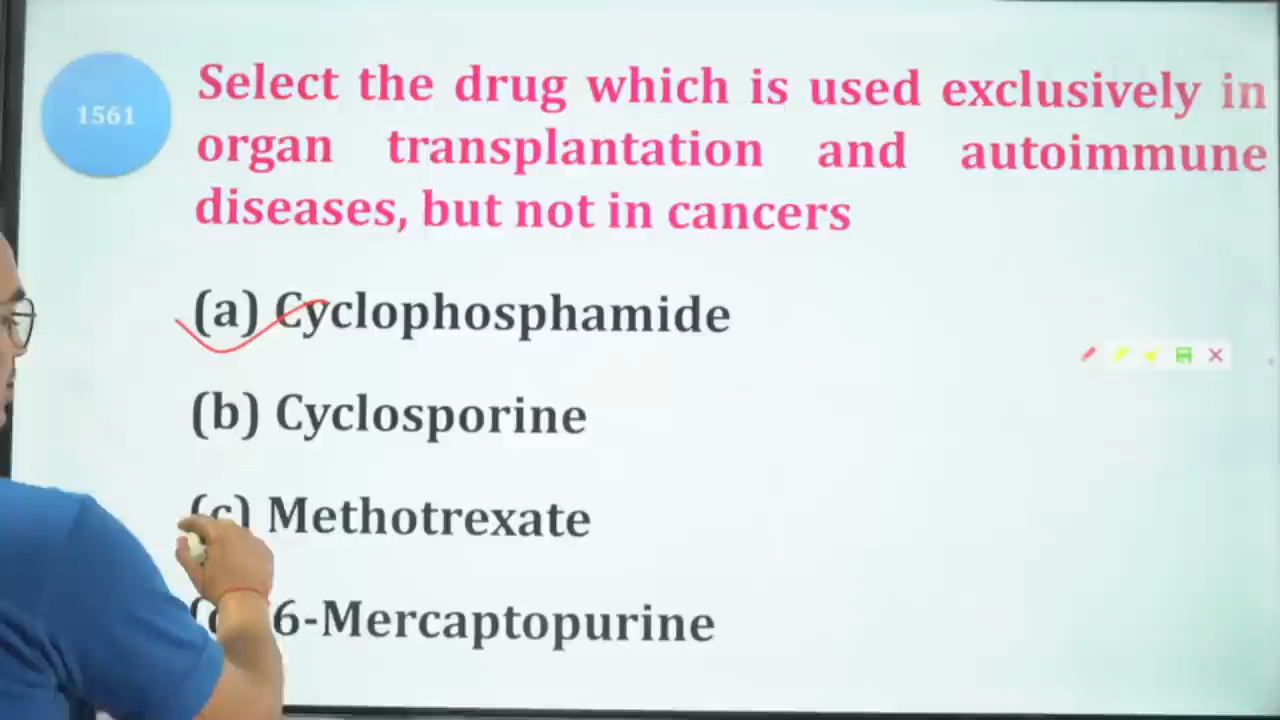 1561
Select the drug which is used exclusively in
organ transplantation and autoimmune
diseases, but not in cancers
(a) Cyclophosphamide
(b) Cyclosporine
(c) Methotrexate
6-Mercaptopurine